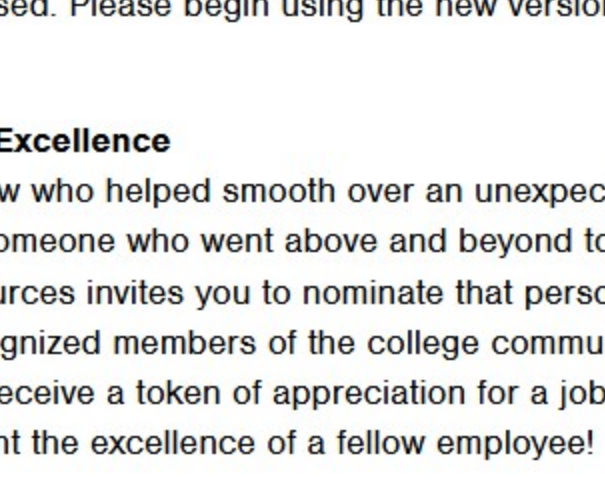 sed. Please begin using the new version
Excellence
w who helped smooth over an unexpec
omeone who went above and beyond to
urces invites you to nominate that perso
gnized members of the college commu
eceive a token of appreciation for a job
nt the excellence of a fellow employee!